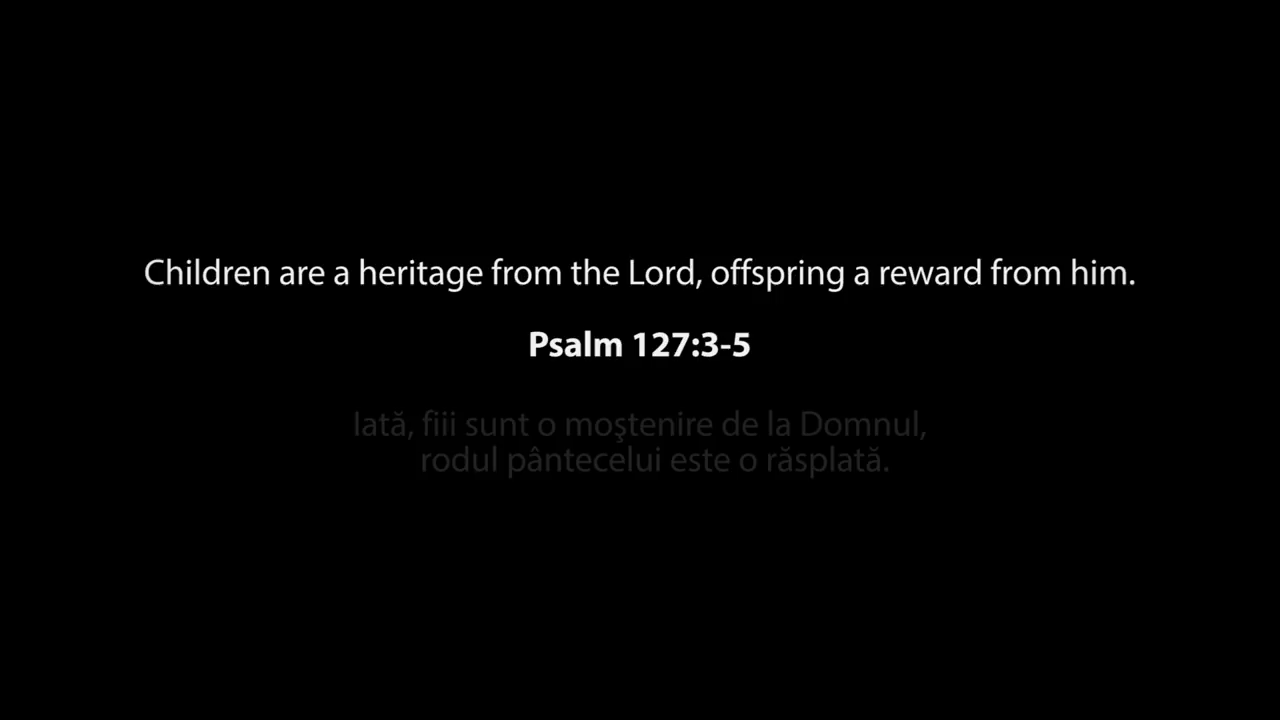 Children are a heritage from the Lord, offspring a reward from him.
Psalm 127:3-5
Iată, fiii sunt o moştenire de la Domnul,
rodul pântecelui este o răsplată.